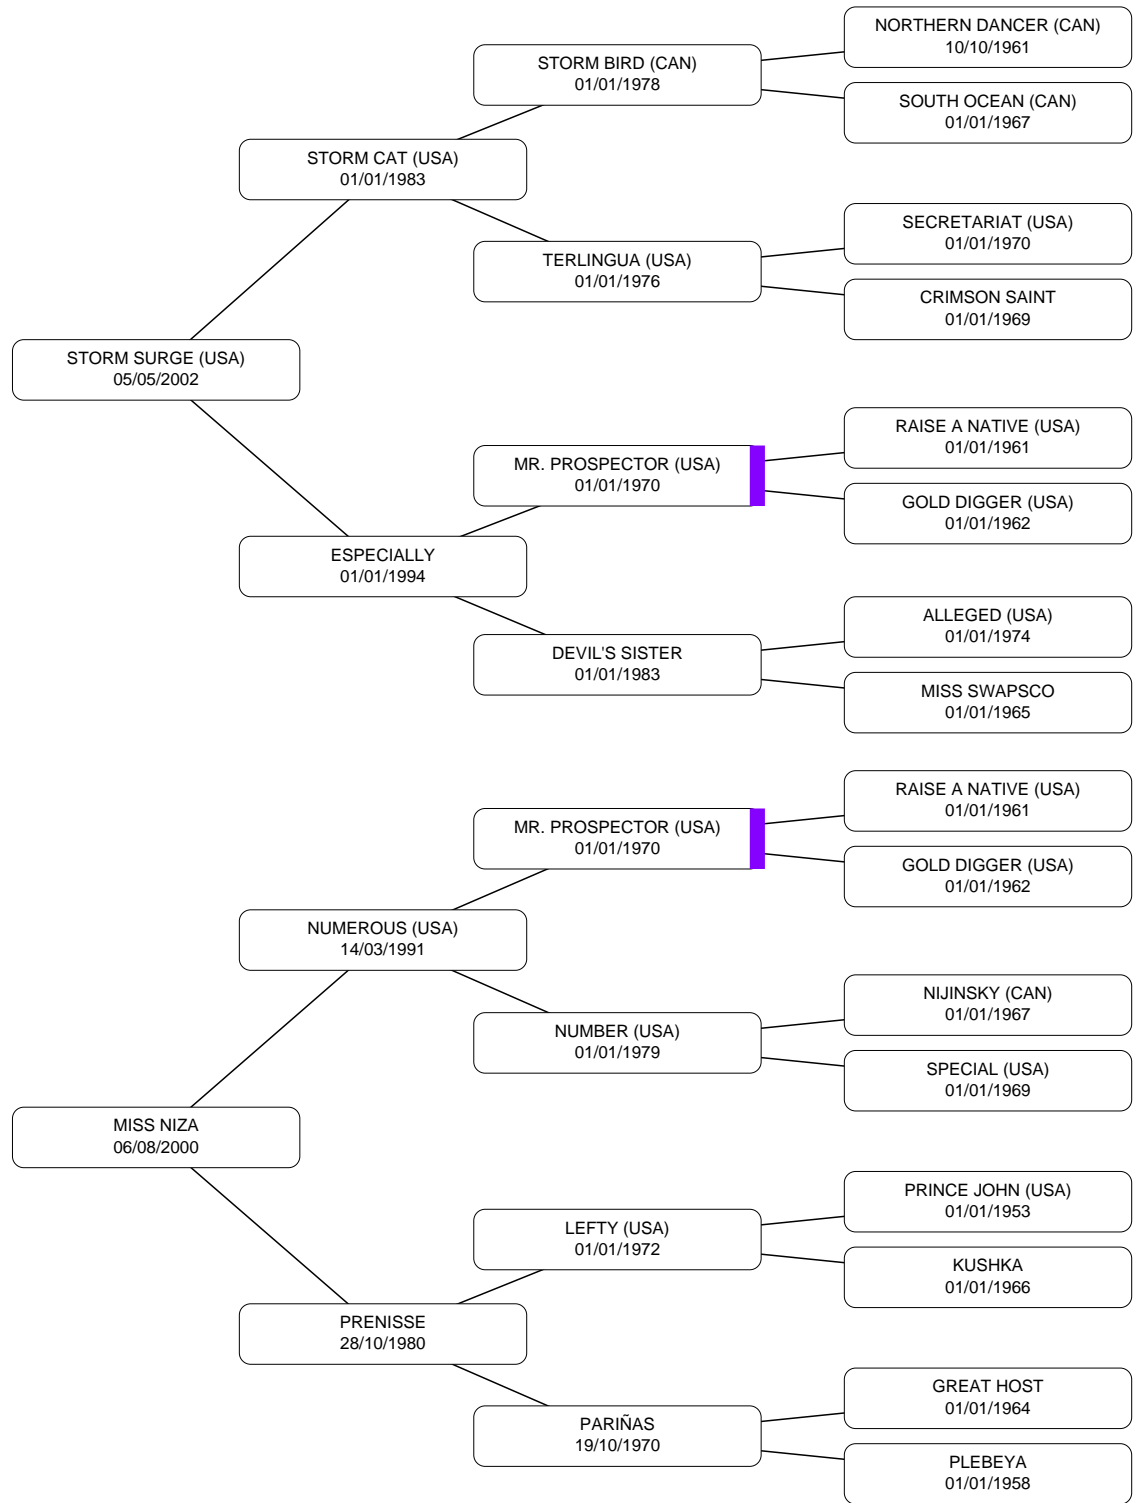 NORTHERN DANCER (CAN)
10/10/1961
STORM BIRD (CAN)
01/01/1978
SOUTH OCEAN (CAN)
01/01/1967
STORM CAT (USA)
01/01/1983
SECRETARIAT (USA)
01/01/1970
TERLINGUA (USA)
01/01/1976
CRIMSON SAINT
01/01/1969
STORM SURGE (USA)
05/05/2002
RAISE A NATIVE (USA)
01/01/1961
MR. PROSPECTOR (USA)
01/01/1970
GOLD DIGGER (USA)
01/01/1962
ESPECIALLY
01/01/1994
ALLEGED (USA)
01/01/1974
DEVIL'S SISTER
01/01/1983
MISS SWAPSCO
01/01/1965
RAISE A NATIVE (USA)
01/01/1961
MR. PROSPECTOR (USA)
01/01/1970
GOLD DIGGER (USA)
01/01/1962
NUMEROUS (USA)
14/03/1991
NIJINSKY (CAN)
01/01/1967
NUMBER (USA)
01/01/1979
SPECIAL (USA)
01/01/1969
MISS NIZA
06/08/2000
PRINCE JOHN (USA)
01/01/1953
LEFTY (USA)
01/01/1972
KUSHKA
01/01/1966
PRENISSE
28/10/1980
GREAT HOST
01/01/1964
PARIÑAS
19/10/1970
PLEBEYA
01/01/1958